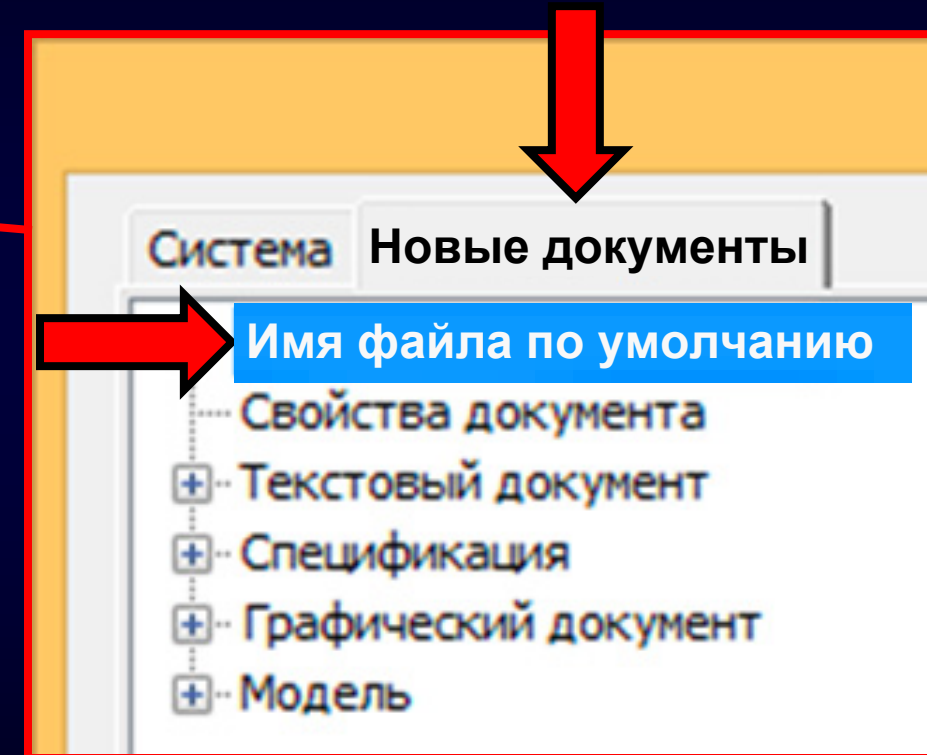 Система Новые документы
Имя файла по умолчанию
Свойства документа
Текстовый документ
Спецификация
Графический документ
Модель